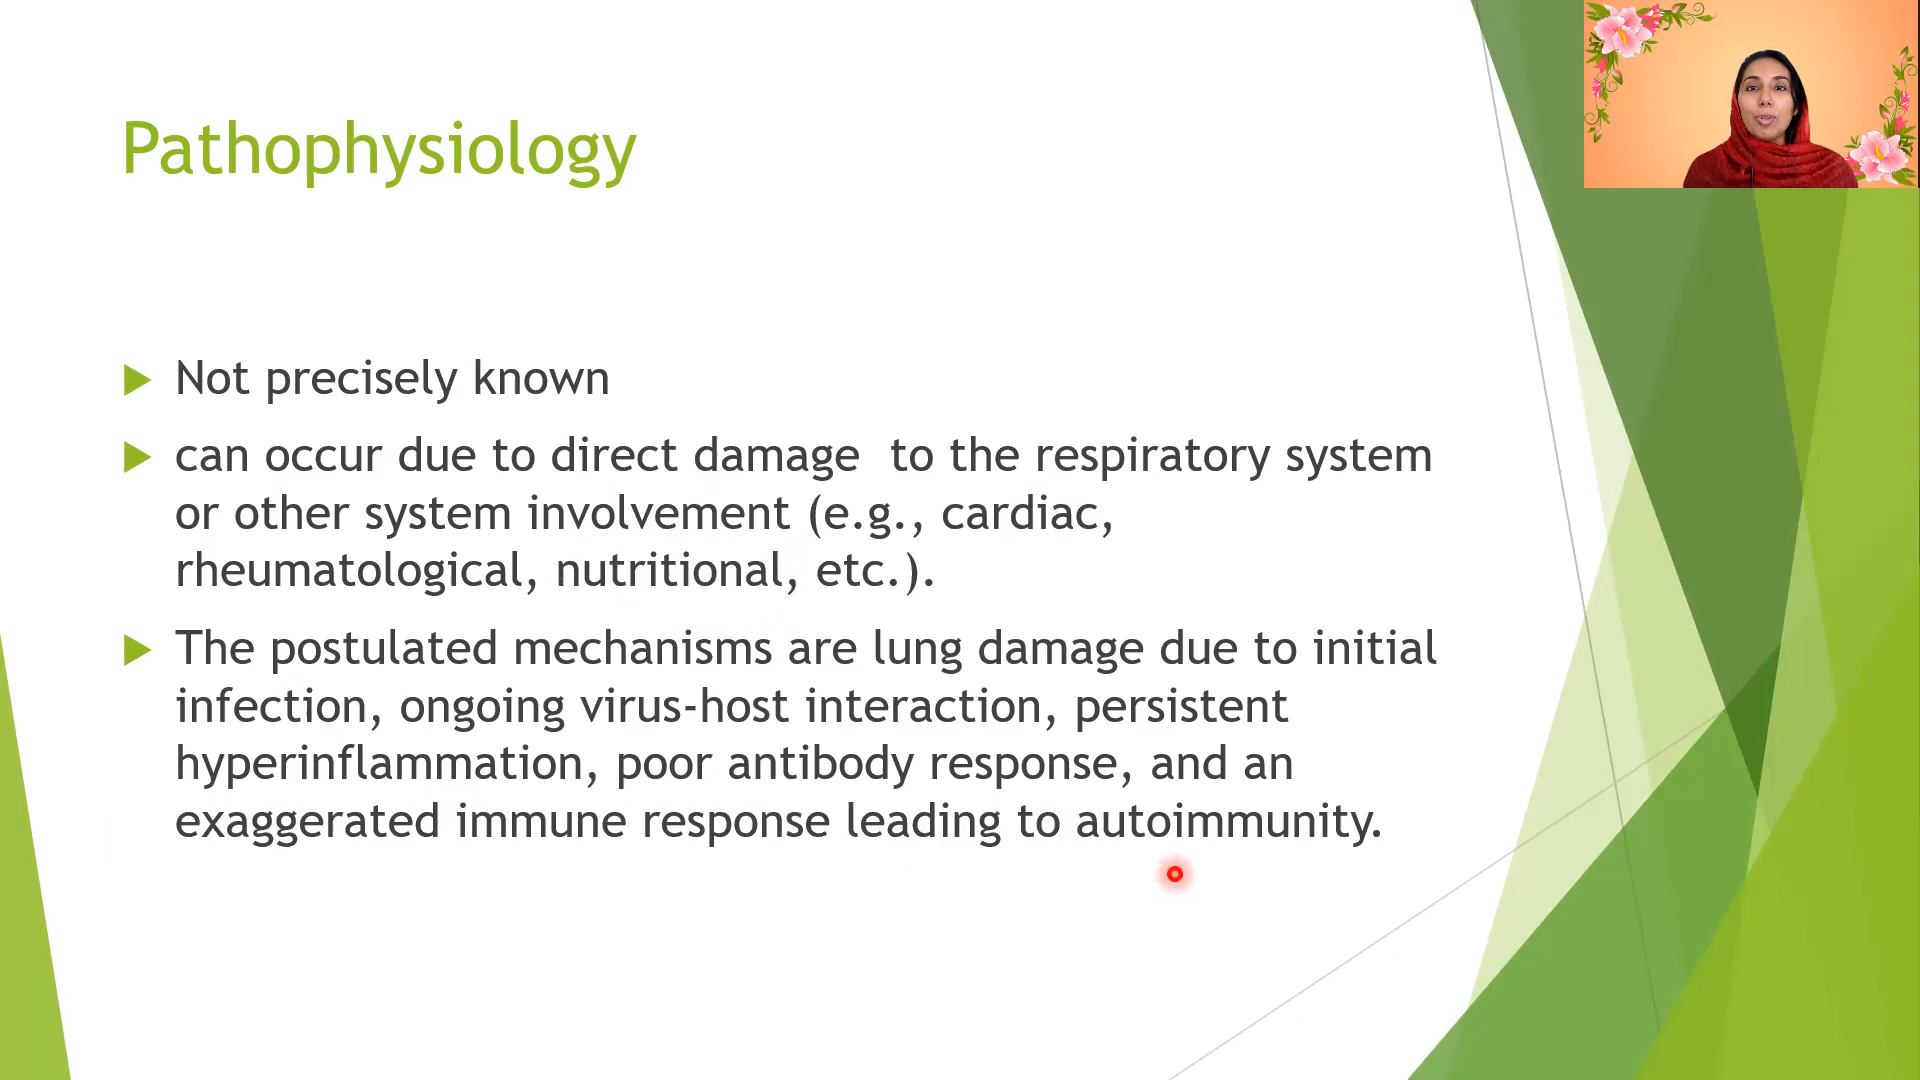 Pathophysiology
Not precisely known
can occur due to direct damage  to the respiratory system
or other system involvement (e.g., cardiac,
rheumatological, nutritional, etc.).
The postulated mechanisms are lung damage due to initial
infection, ongoing virus-host interaction, persistent
hyperinflammation, poor antibody response, and an
exaggerated immune response leading to autoimmunity.